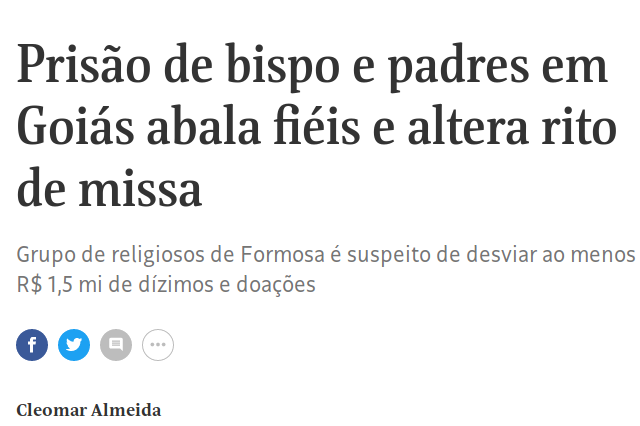 Prisão de bispo e padres em
Goiás abala fiéis e altera rito
de missa
Grupo de religiosos de Formosa é suspeito de desviar ao menos
R$ 1,5 mi de dízimos e doações
Cleomar Almeida